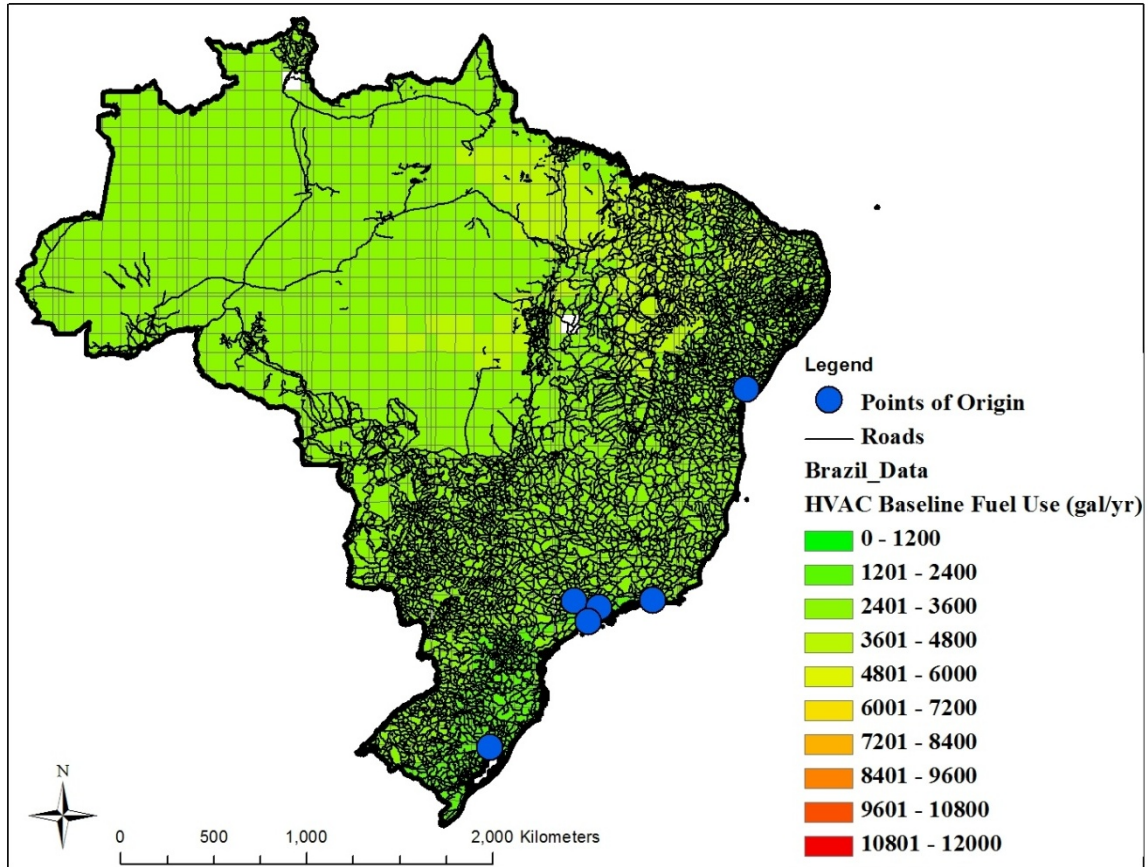 Legend
Points of Origin
Roads
Brazil_Data
HVAC Baseline Fuel Use (gal/yr)
0 - 1200
1201 - 2400
2401 - 3600
3601 - 4800
4801 - 6000
6001 - 7200
7201 - 8400
8401 - 9600
9601 - 10800
10801 - 12000
N
0 500 1,000 2,000 Kilometers